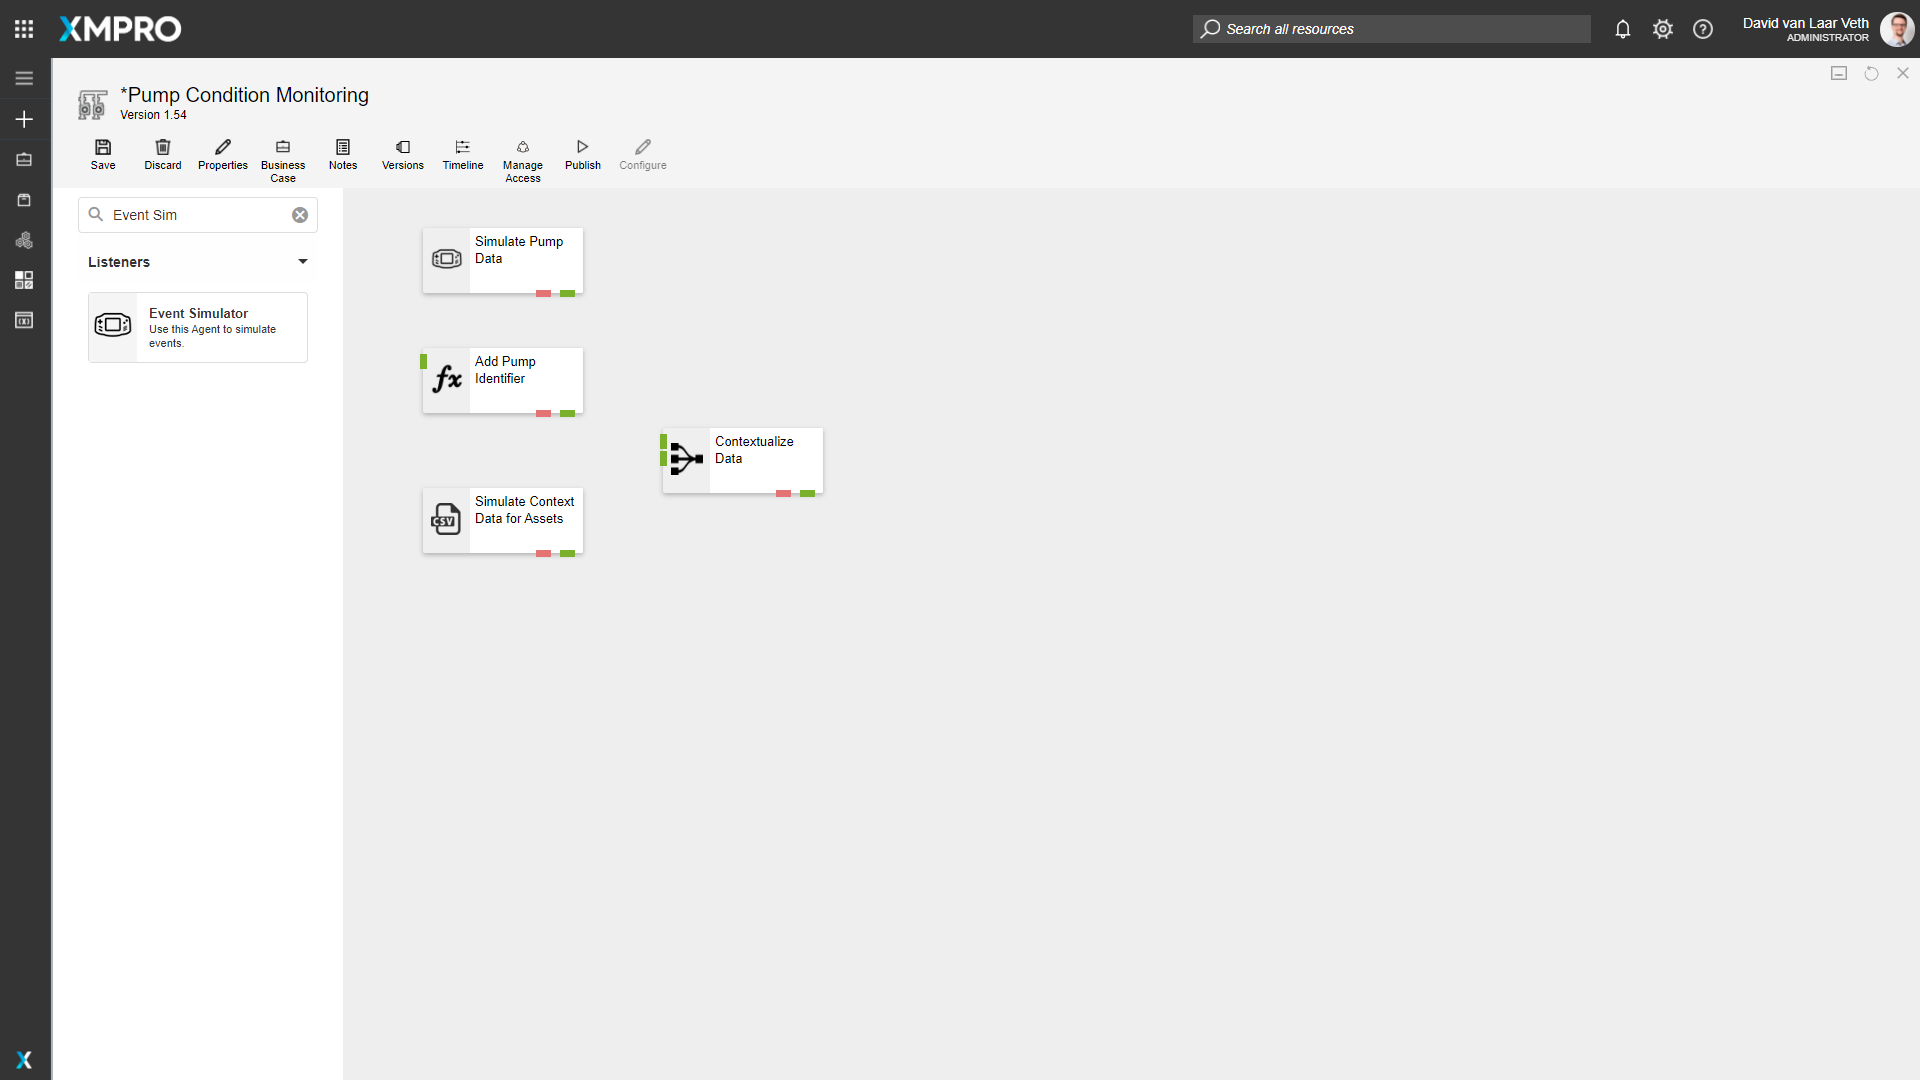 XMPRO
Search all resources
David van Laar Veth
ADMINISTRATOR
*Pump Condition Monitoring
Version 1.54
Save
Discard
Properties
Business
Case
Notes
Versions
Timeline
Manage
Access
Publish
Configure
Event Sim
Listeners
Event Simulator
Use this Agent to simulate
events.
Simulate Pump
Data
Add Pump
Identifier
fx
Contextualize
Data
Simulate Context
Data for Assets
CSV